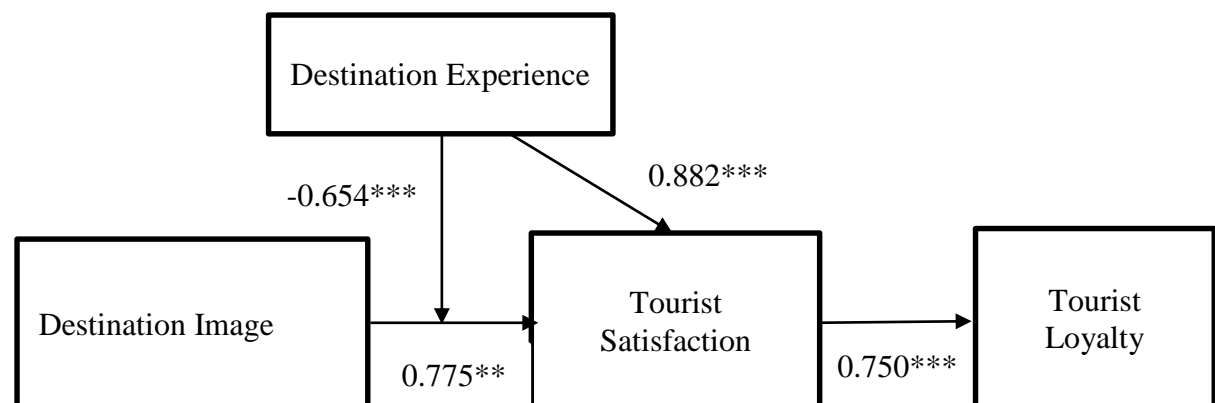 Destination Experience
-0.654***
0.882***
Destination Image
Tourist
Satisfaction
Tourist
Loyalty
0.775**
0.750***